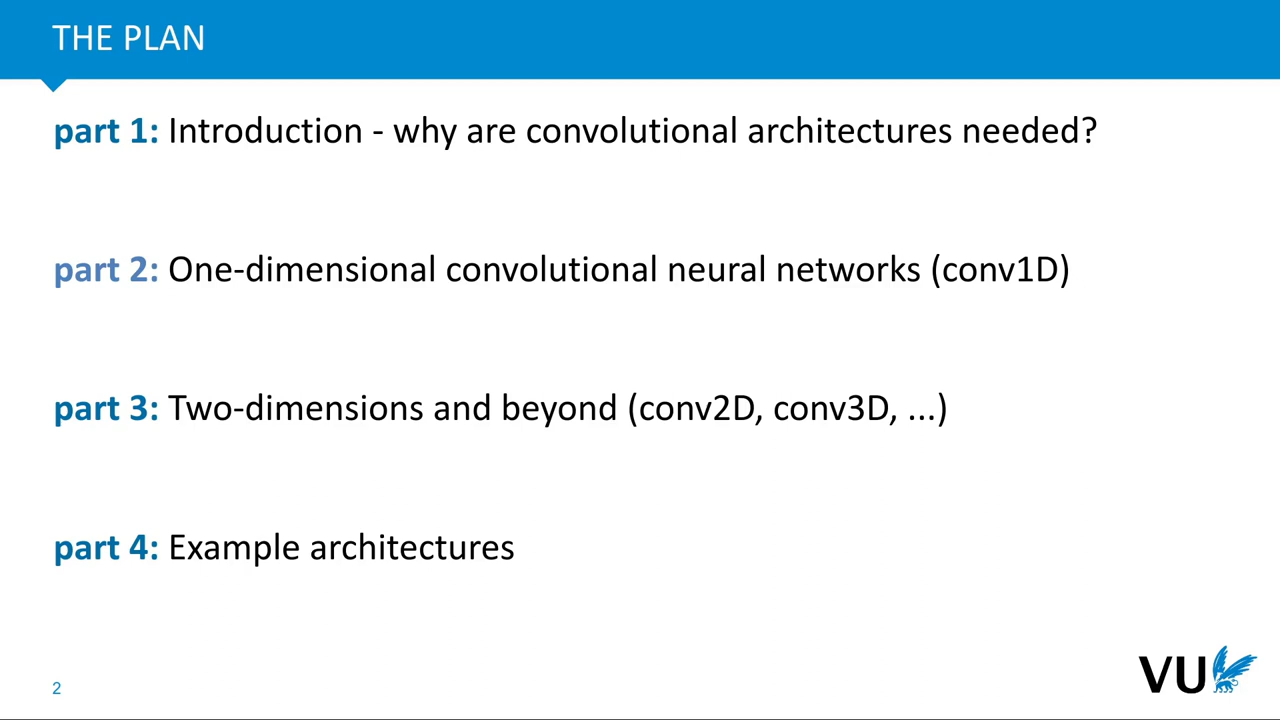 THE PLAN
part 1: Introduction - why are convolutional architectures needed?
part 2: One-dimensional convolutional neural networks (conv1D)
part 3: Two-dimensions and beyond (conv2D, conv3D, ...)
part 4: Example architectures
2
VU